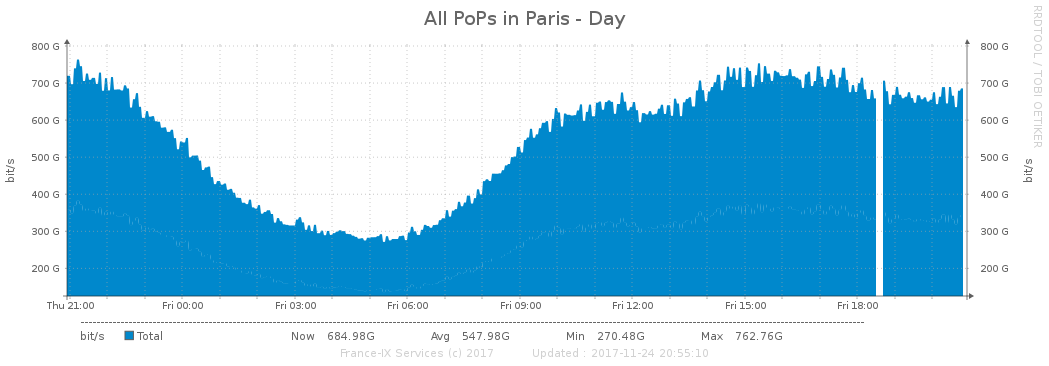 All PoPs in Paris - Day
RRDTOOL / TOBI OETIKER
800 G 800 G
700 G 700 G
600 G 600 G
500 G 500 G
400 G 400 G
300 G 300 G
200 G 200 G
bit/s bit/s
Thu 21:00 Fri 00:00 Fri 03:00 Fri 06:00 Fri 09:00 Fri 12:00 Fri 15:00 Fri 18:00
bit/s Total Now 684.98G Avg 547.98G Min 270.48G Max 762.76G
France-IX Services (c) 2017 Updated : 2017-11-24 20:55:10